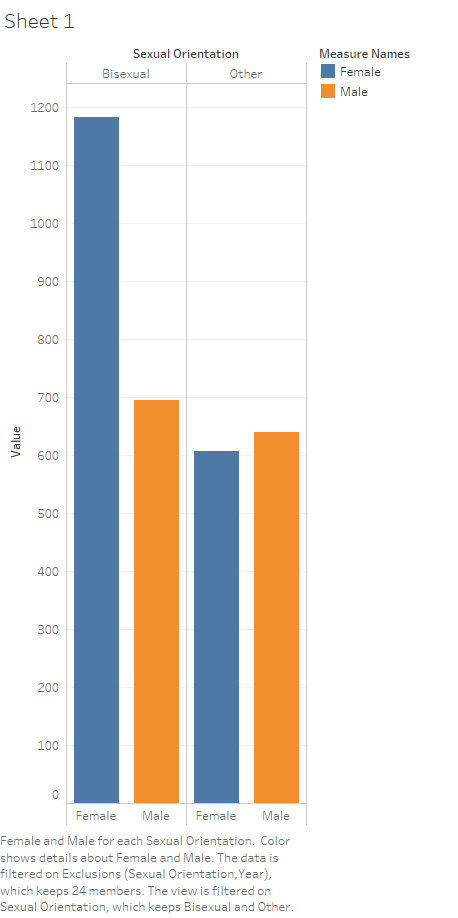 Sheet 1
Sexual Orientation
Bisexual Other
Measure Names
Female
Male
1200
1100
1000
900
800
700
600
500
400
300
200
100
0
Value
Female Male Female Male
Female and Male for each Sexual Orientation. Color
shows details about Female and Male. The data is
filtered on Exclusions (Sexual Orientation,Year),
which keeps 24 members. The view is filtered on
Sexual Orientation, which keeps Bisexual and Other.